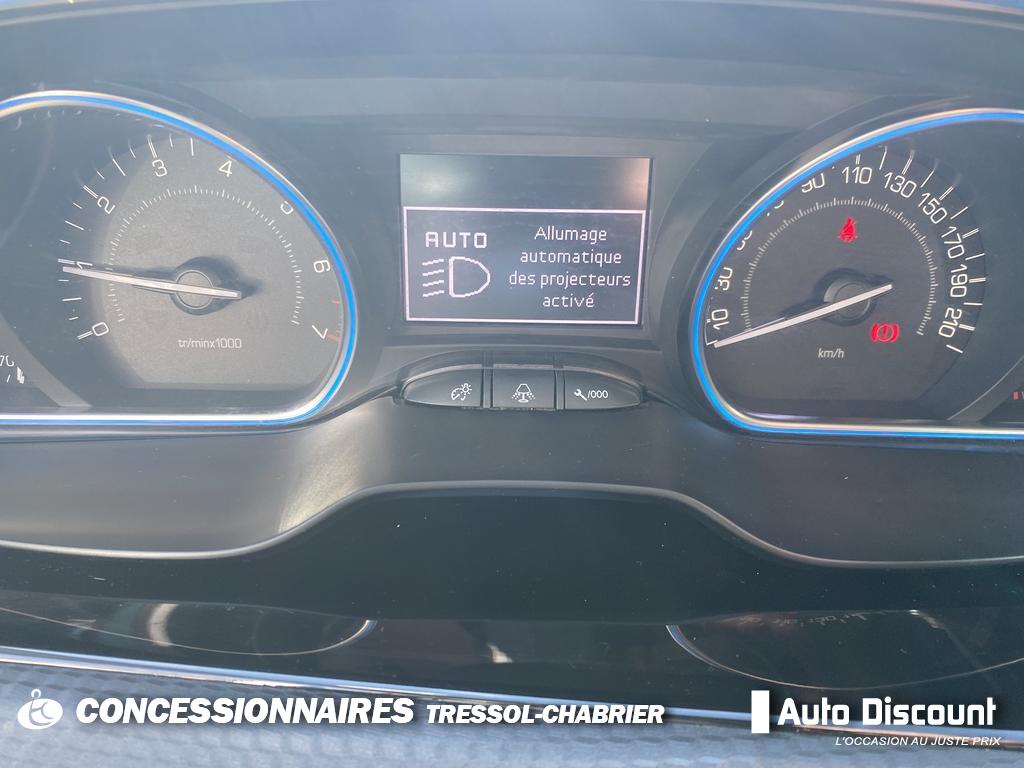 0
1
2
3
4
5
6
7
tr/minx1000
70
AUTO
Allumage
automatique
des projecteurs
activé
/000
10
30
90
110
130
150
170
190
210
km/h
CONCESSIONNAIRES TRESSOL-CHABRIER
Auto Discount
L'OCCASION AU JUSTE PRIX